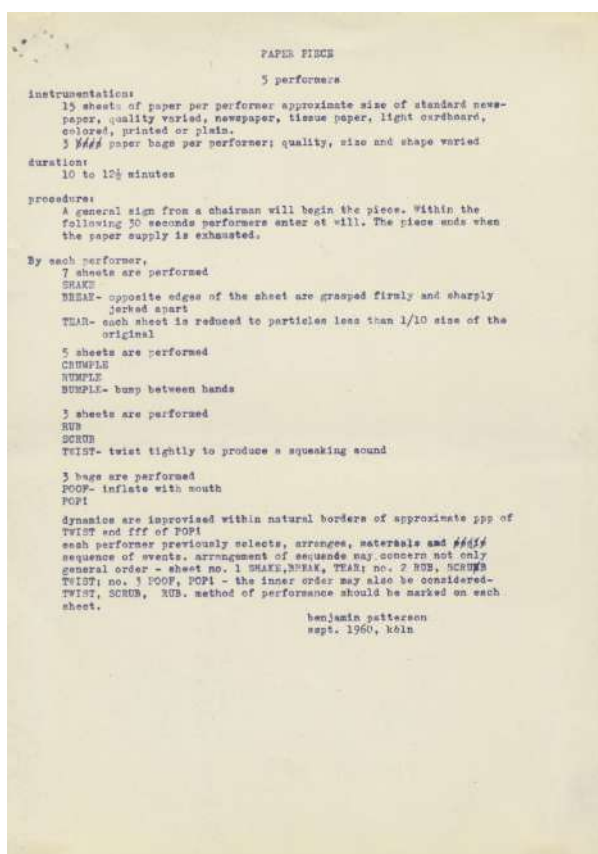 PAPER PIECE
5 performers
instrumentation:
15 sheets of paper per performer approximate size of standard news-
paper, quality varied, newspaper, tissue paper, light cardboard,
colored, printed or plain.
3 paper bags per performer; quality, size and shape varied
duration:
10 to 12½ minutes
procedure:
A general sign from a chairman will begin the piece. Within the
following 30 seconds performers enter at will. The piece ends when
the paper supply is exhausted.
By each performer,
7 sheets are performed
SHAKE
BREAK- opposite edges of the sheet are grasped firmly and sharply
jerked apart
TEAR- each sheet is reduced to particles less than 1/10 size of the
original
5 sheets are performed
CRUMPLE
RUMPLE
BUMPLE- bump between hands
3 sheets are performed
RUB
SCRUB
TWIST- twist tightly to produce a squeaking sound
3 bags are performed
POOF- inflate with mouth
POP!
dynamics are improvised within natural borders of approximate ppp of
TWIST and fff of POP!
each performer previously selects, arranges, materials and
sequence of events. arrangement of sequence may concern not only
general order - sheet no. 1 SHAKE,BREAK, TEAR; no. 2 RUB, SCRUB
TWIST; no. 3 POOF, POP! - the inner order may also be considered-
TWIST, SCRUB, RUB. method of performance should be marked on each
sheet.
benjamin patterson
sept. 1960, köln